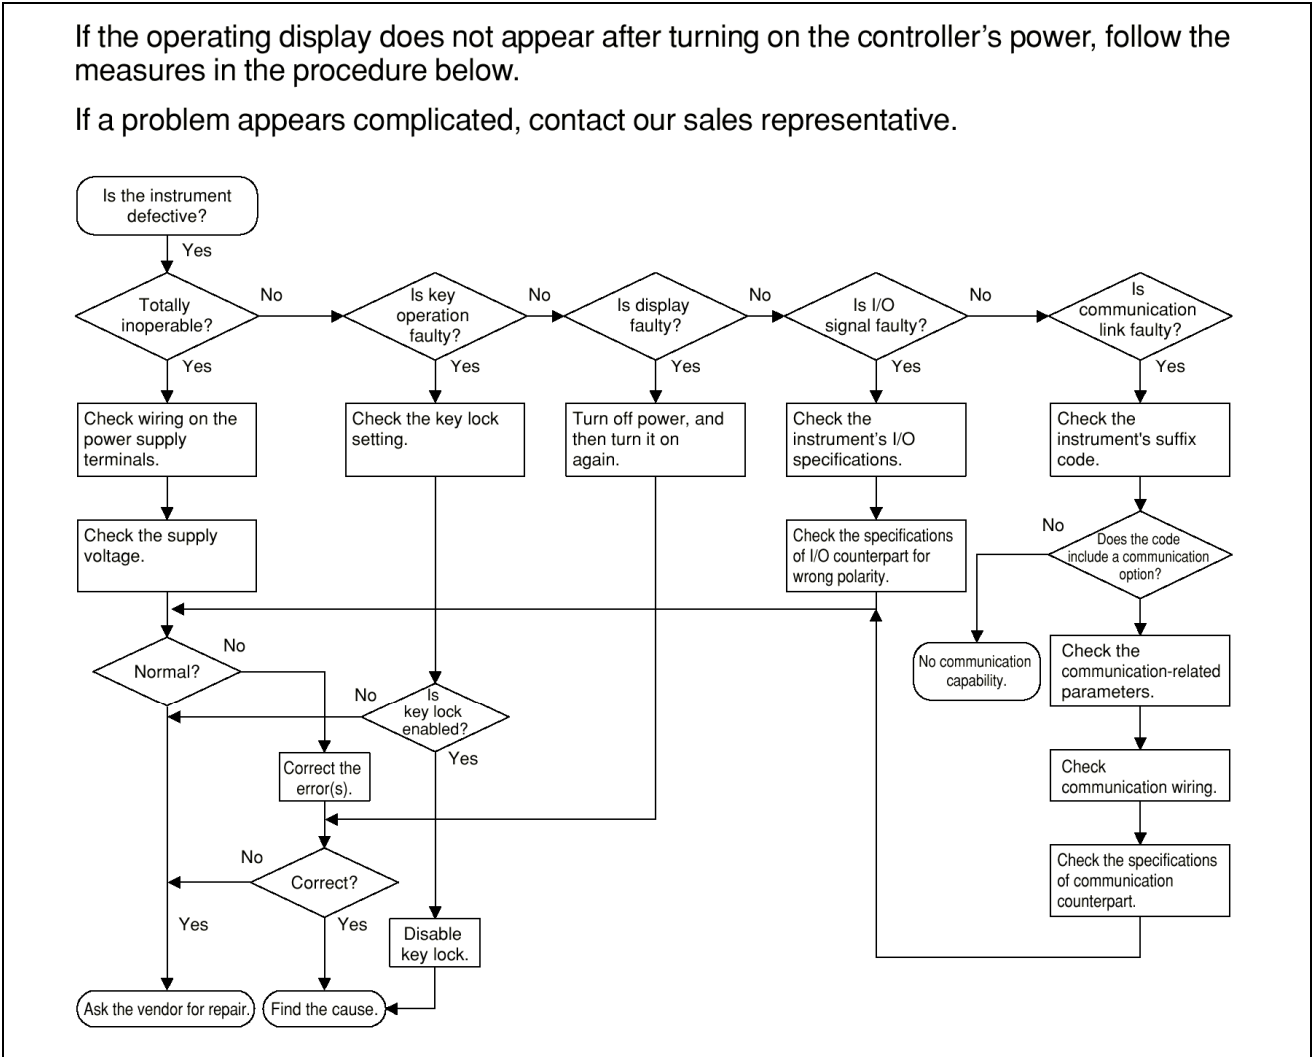 If the operating display does not appear after turning on the controller's power, follow the
measures in the procedure below.
If a problem appears complicated, contact our sales representative.
Is the instrument
defective?
Yes
Totally
inoperable?
No
Is key
operation
faulty?
No
Is display
faulty?
No
Is I/O
signal faulty?
No
Is
communication
link faulty?
Yes
Yes
Yes
Yes
Yes
Check wiring on the
power supply
terminals.
Check the key lock
setting.
Turn off power, and
then turn it on
again.
Check the
instrument's I/O
specifications.
Check the
instrument's suffix
code.
Check the supply
voltage.
Check the specifications
of I/O counterpart for
wrong polarity.
No
Does the code
include a communication
option?
Normal?
No
No communication
capability.
Check the
communication-related
parameters.
No
Is
key lock
enabled?
Yes
Correct the
error(s).
Check
communication wiring.
No
Correct?
Yes
Yes
Check the specifications
of communication
counterpart.
Disable
key lock.
Ask the vendor for repair.
Find the cause.